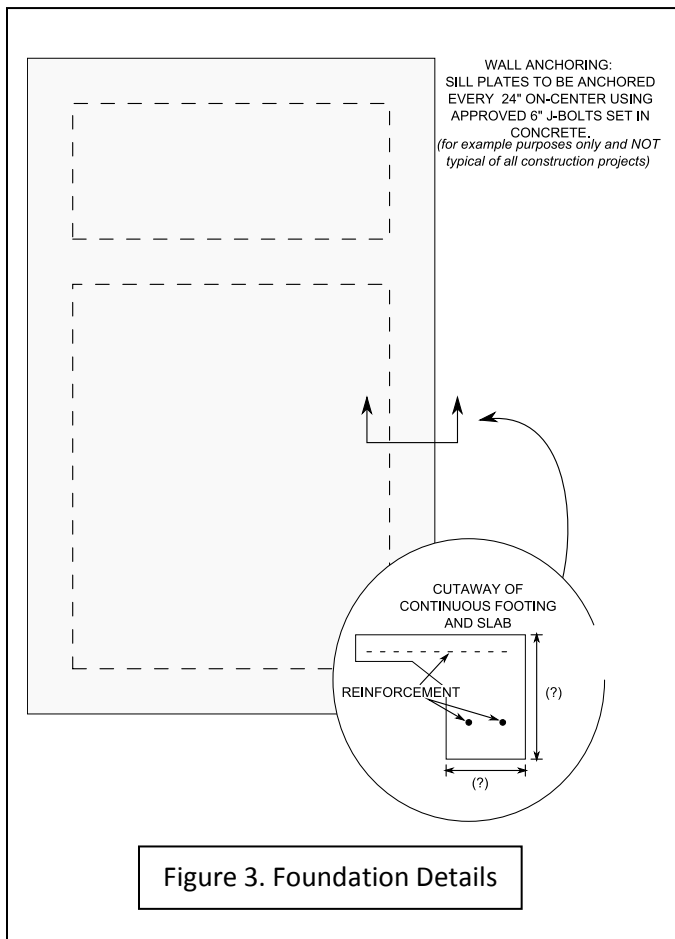 WALL ANCHORING:
SILL PLATES TO BE ANCHORED
EVERY 24" ON-CENTER USING
APPROVED 6" J-BOLTS SET IN
CONCRETE.
(for example purposes only and NOT
typical of all construction projects)
CUTAWAY OF
CONTINUOUS FOOTING
AND SLAB
REINFORCEMENT
(?)
(?)
Figure 3. Foundation Details